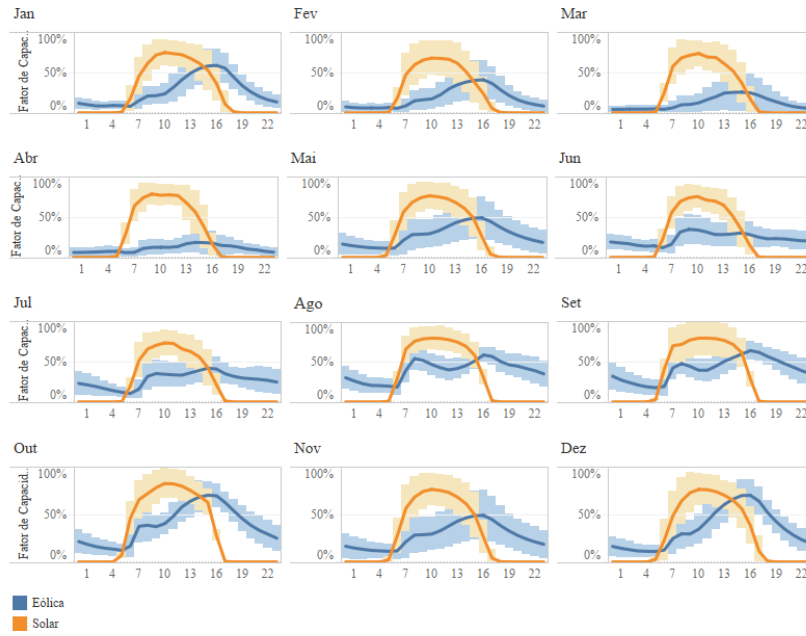 Jan
Fev
Mar
Fator de Capac..
100%
50%
0%
100%
50%
0%
100%
50%
0%
1 4 7 10 13 16 19 22
1 4 7 10 13 16 19 22
1 4 7 10 13 16 19 22
Abr
Mai
Jun
Fator de Capac..
100%
50%
0%
100%
50%
0%
100%
50%
0%
1 4 7 10 13 16 19 22
1 4 7 10 13 16 19 22
1 4 7 10 13 16 19 22
Jul
Ago
Set
Fator de Capac..
100%
50%
0%
100%
50%
0%
100%
50%
0%
1 4 7 10 13 16 19 22
1 4 7 10 13 16 19 22
1 4 7 10 13 16 19 22
Out
Nov
Dez
Fator de Capacid..
100%
50%
0%
100%
50%
0%
100%
50%
0%
1 4 7 10 13 16 19 22
1 4 7 10 13 16 19 22
1 4 7 10 13 16 19 22
Eólica
Solar